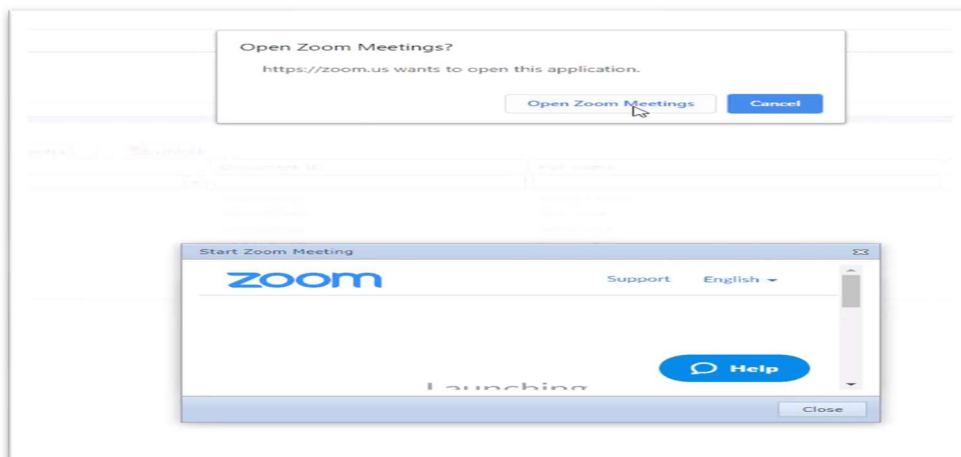 Open Zoom Meetings?
https://zoom.us wants to open this application.
Open Zoom Meetings Cancel
Start Zoom Meeting
zoom Support English
Launching
Help
Close